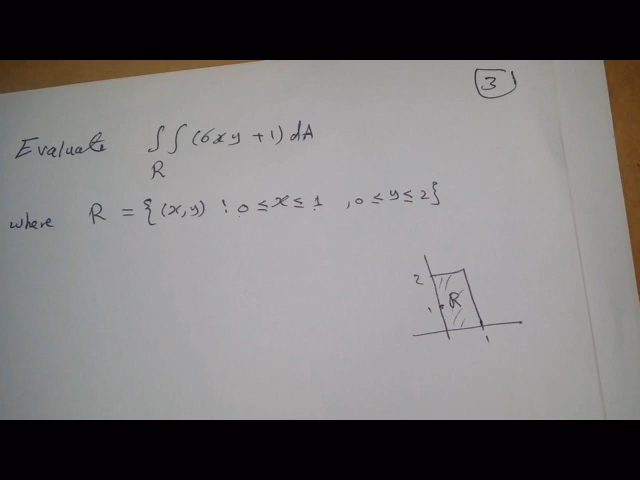 3
Evaluate ∫∫ (6xy + 1) dA
R
where R = {(x,y) : 0 ≤ x ≤ 1 , 0 ≤ y ≤ 2}
2
R
1
1